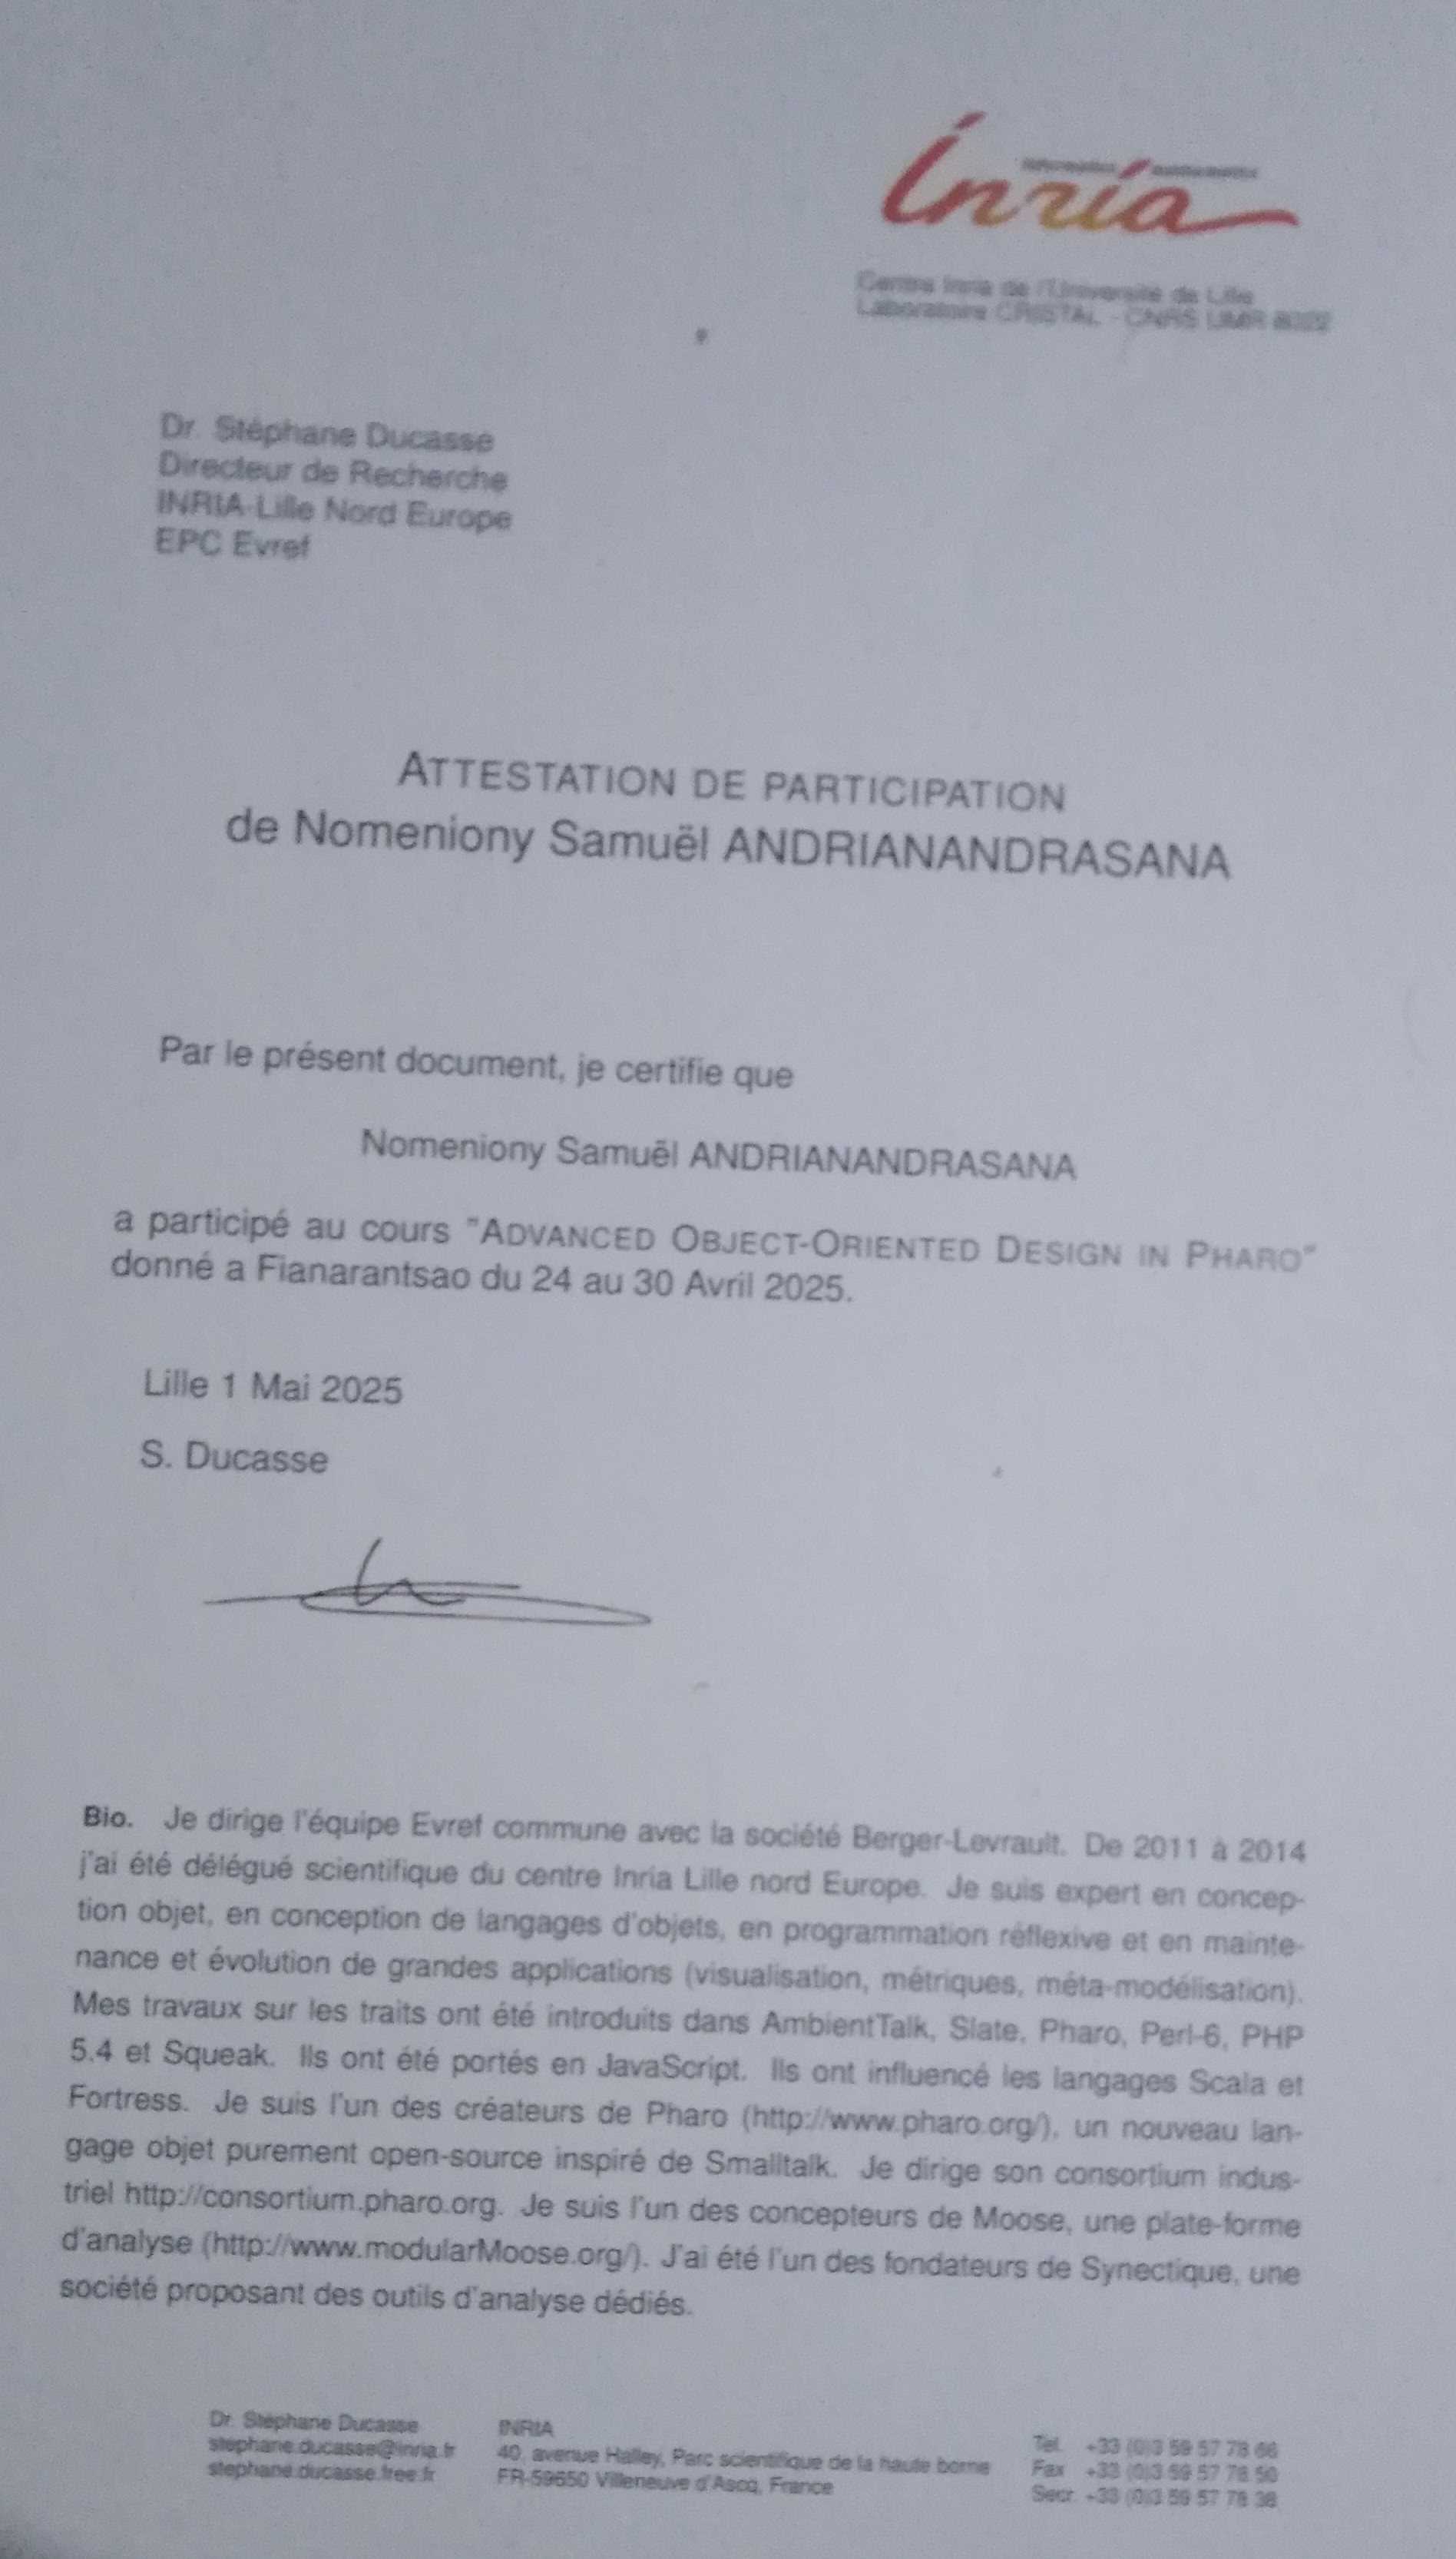 Inria
Centre Inria de l'Université de Lille
Laboratoire CRISTAL - CNRS UMR
Dr. Stéphane Ducasse
Directeur de Recherche
INRIA-Lille Nord Europe
EPC Evref
ATTESTATION DE PARTICIPATION
de Nomeniony Samuël ANDRIANANDRASANA
Par le présent document, je certifie que
Nomeniony Samuël ANDRIANANDRASANA
a participé au cours "ADVANCED OBJECT-ORIENTED DESIGN IN PHARO"
donné a Fianarantsao du 24 au 30 Avril 2025.
Lille 1 Mai 2025
S. Ducasse
Bio. Je dirige l'équipe Evref commune avec la société Berger-Levrault. De 2011 à 2014
j'ai été délégué scientifique du centre Inria Lille nord Europe. Je suis expert en concep-
tion objet, en conception de langages d'objets, en programmation réflexive et en mainte-
nance et évolution de grandes applications (visualisation, métriques, méta-modélisation).
Mes travaux sur les traits ont été introduits dans AmbientTalk, Slate, Pharo, Perl-6, PHP
5.4 et Squeak. Ils ont été portés en JavaScript. Ils ont influencé les langages Scala et
Fortress. Je suis l'un des créateurs de Pharo (http://www.pharo.org/), un nouveau lan-
gage objet purement open-source inspiré de Smalltalk. Je dirige son consortium indus-
triel http://consortium.pharo.org. Je suis l'un des concepteurs de Moose, une plate-forme
d'analyse (http://www.modularMoose.org/). J'ai été l'un des fondateurs de Synectique, une
société proposant des outils d'analyse dédiés.
Dr. Stéphane Ducasse
stephane.ducasse@inria.fr
stephane.ducasse.free.fr
INRIA
40, avenue Halley, Parc scientifique de la haute borne
FR-59650 Villeneuve d'Ascq, France
Tel. +33 (0)3 59 57 78 66
Fax +33 (0)3 59 57 78 50
Secr. +33 (0)3 59 57 78 38